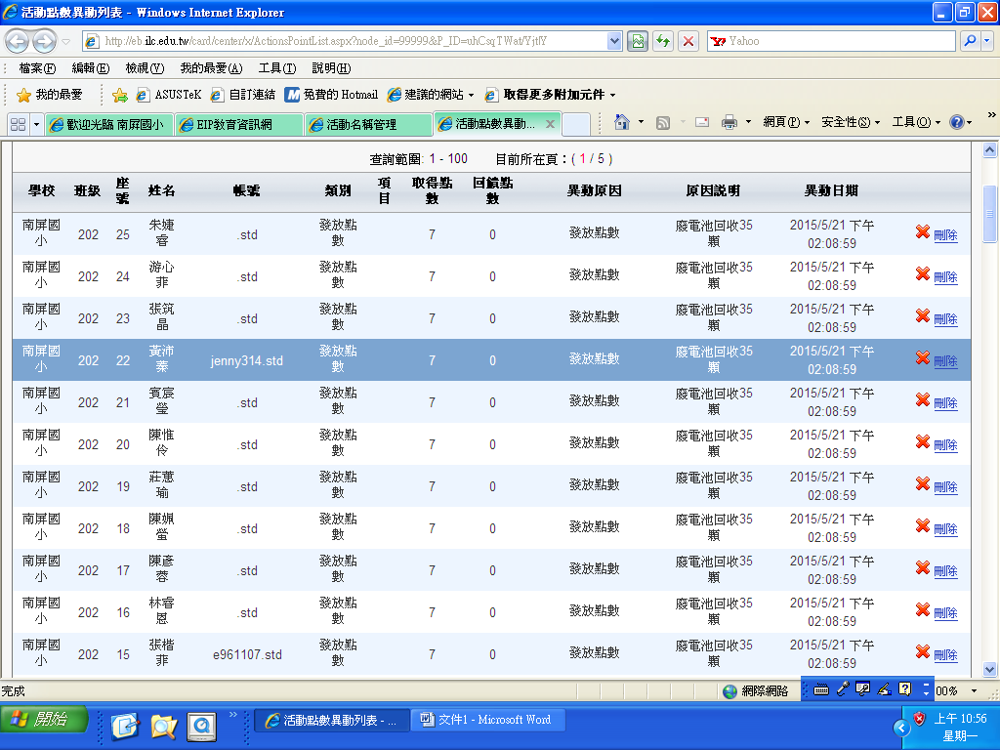 活動點數異動列表 - Windows Internet Explorer
http://eb.ilc.edu.tw/card/center/x/ActionsPointList.aspx?node_id=99999&P_ID=uhCsqTWaf/YjtfY
Yahoo
檔案(F) 編輯(E) 檢視(V) 我的最愛(A) 工具(T) 說明(H)
我的最愛 ASUSTeK 自訂連結 免費的 Hotmail 建議的網站 取得更多附加元件
歡迎光臨 南屏國小 EIP教育資訊網 活動名稱管理 活動點數異動... 網頁(P) 安全性(S) 工具(O)
查詢範圍: 1 - 100 目前所在頁：( 1 / 5 )
學校 班級 座號 姓名 帳號 類別 項目 取得點數 回饋點數 異動原因 原因說明 異動日期
南屏國小 202 25 朱婕睿 .std 發放點數 7 0 發放點數 廢電池回收35顆 2015/5/21 下午 02:08:59 刪除
南屏國小 202 24 游心菲 .std 發放點數 7 0 發放點數 廢電池回收35顆 2015/5/21 下午 02:08:59 刪除
南屏國小 202 23 張筑晶 .std 發放點數 7 0 發放點數 廢電池回收35顆 2015/5/21 下午 02:08:59 刪除
南屏國小 202 22 黃沛蓁 jenny314.std 發放點數 7 0 發放點數 廢電池回收35顆 2015/5/21 下午 02:08:59 刪除
南屏國小 202 21 賓宸瑩 .std 發放點數 7 0 發放點數 廢電池回收35顆 2015/5/21 下午 02:08:59 刪除
南屏國小 202 20 陳惟伶 .std 發放點數 7 0 發放點數 廢電池回收35顆 2015/5/21 下午 02:08:59 刪除
南屏國小 202 19 莊蕙瑜 .std 發放點數 7 0 發放點數 廢電池回收35顆 2015/5/21 下午 02:08:59 刪除
南屏國小 202 18 .std 發放點數 7 0 發放點數 廢電池回收35顆 2015/5/21 下午 02:08:59 刪除
南屏國小 202 17 陳彥蓉 .std 發放點數 7 0 發放點數 廢電池回收35顆 2015/5/21 下午 02:08:59 刪除
南屏國小 202 16 林睿恩 .std 發放點數 7 0 發放點數 廢電池回收35顆 2015/5/21 下午 02:08:59 刪除
南屏國小 202 15 張楷菲 e961107.std 發放點數 7 0 發放點數 廢電池回收35顆 2015/5/21 下午 02:08:59 刪除
完成 網際網路 00%
開始 活動點數異動列表 - ... 文件1 - Microsoft Word 上午 10:56
星期一